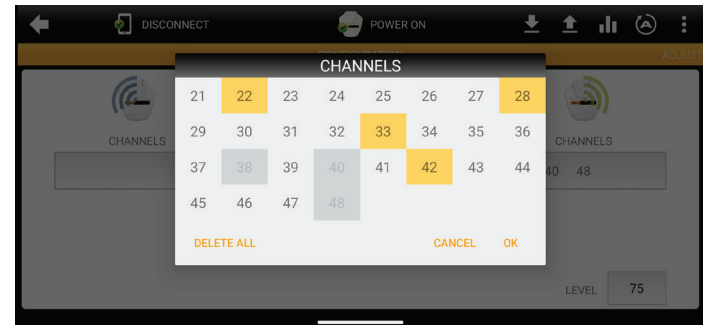 DISCONNECT POWER ON
CONFIGURATION ADJUST
CHANNELS
21 22 23 24 25 26 27 28
CHANNELS 29 30 31 32 33 34 35 36 CHANNELS
37 38 39 40 41 42 43 44 40 48
45 46 47 48
DELETE ALL CANCEL OK
LEVEL 75